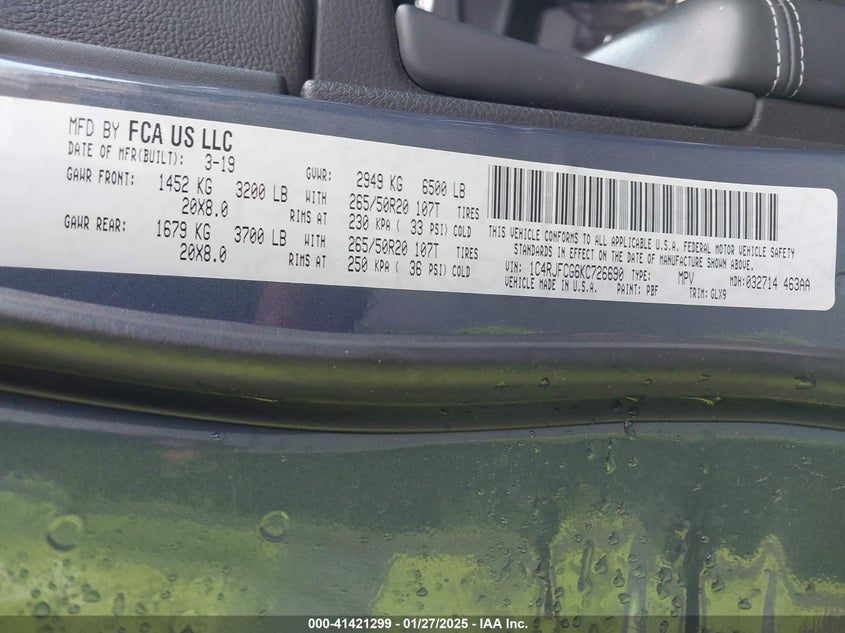 MFD BY FCA US LLC
DATE OF MFR(BUILT): 3-19 GVWR: 2949 KG 6500 LB
GAWR FRONT: 1452 KG 3200 LB WITH 265/50R20 107T TIRES
20X8.0 RIMS AT 230 KPA ( 33 PSI) COLD
GAWR REAR: 1679 KG 3700 LB WITH 265/50R20 107T TIRES
20X8.0 RIMS AT 250 KPA ( 36 PSI) COLD
THIS VEHICLE CONFORMS TO ALL APPLICABLE U.S.A. FEDERAL MOTOR VEHICLE SAFETY
STANDARDS IN EFFECT ON THE DATE OF MANUFACTURE SHOWN ABOVE.
VIN: 1C4RJFCG6KC726690 TYPE: MPV MDH: 032714 463AA
VEHICLE MADE IN U.S.A. PAINT: PBF TRIM: GLX9
000-41421299 - 01/27/2025 - IAA Inc.